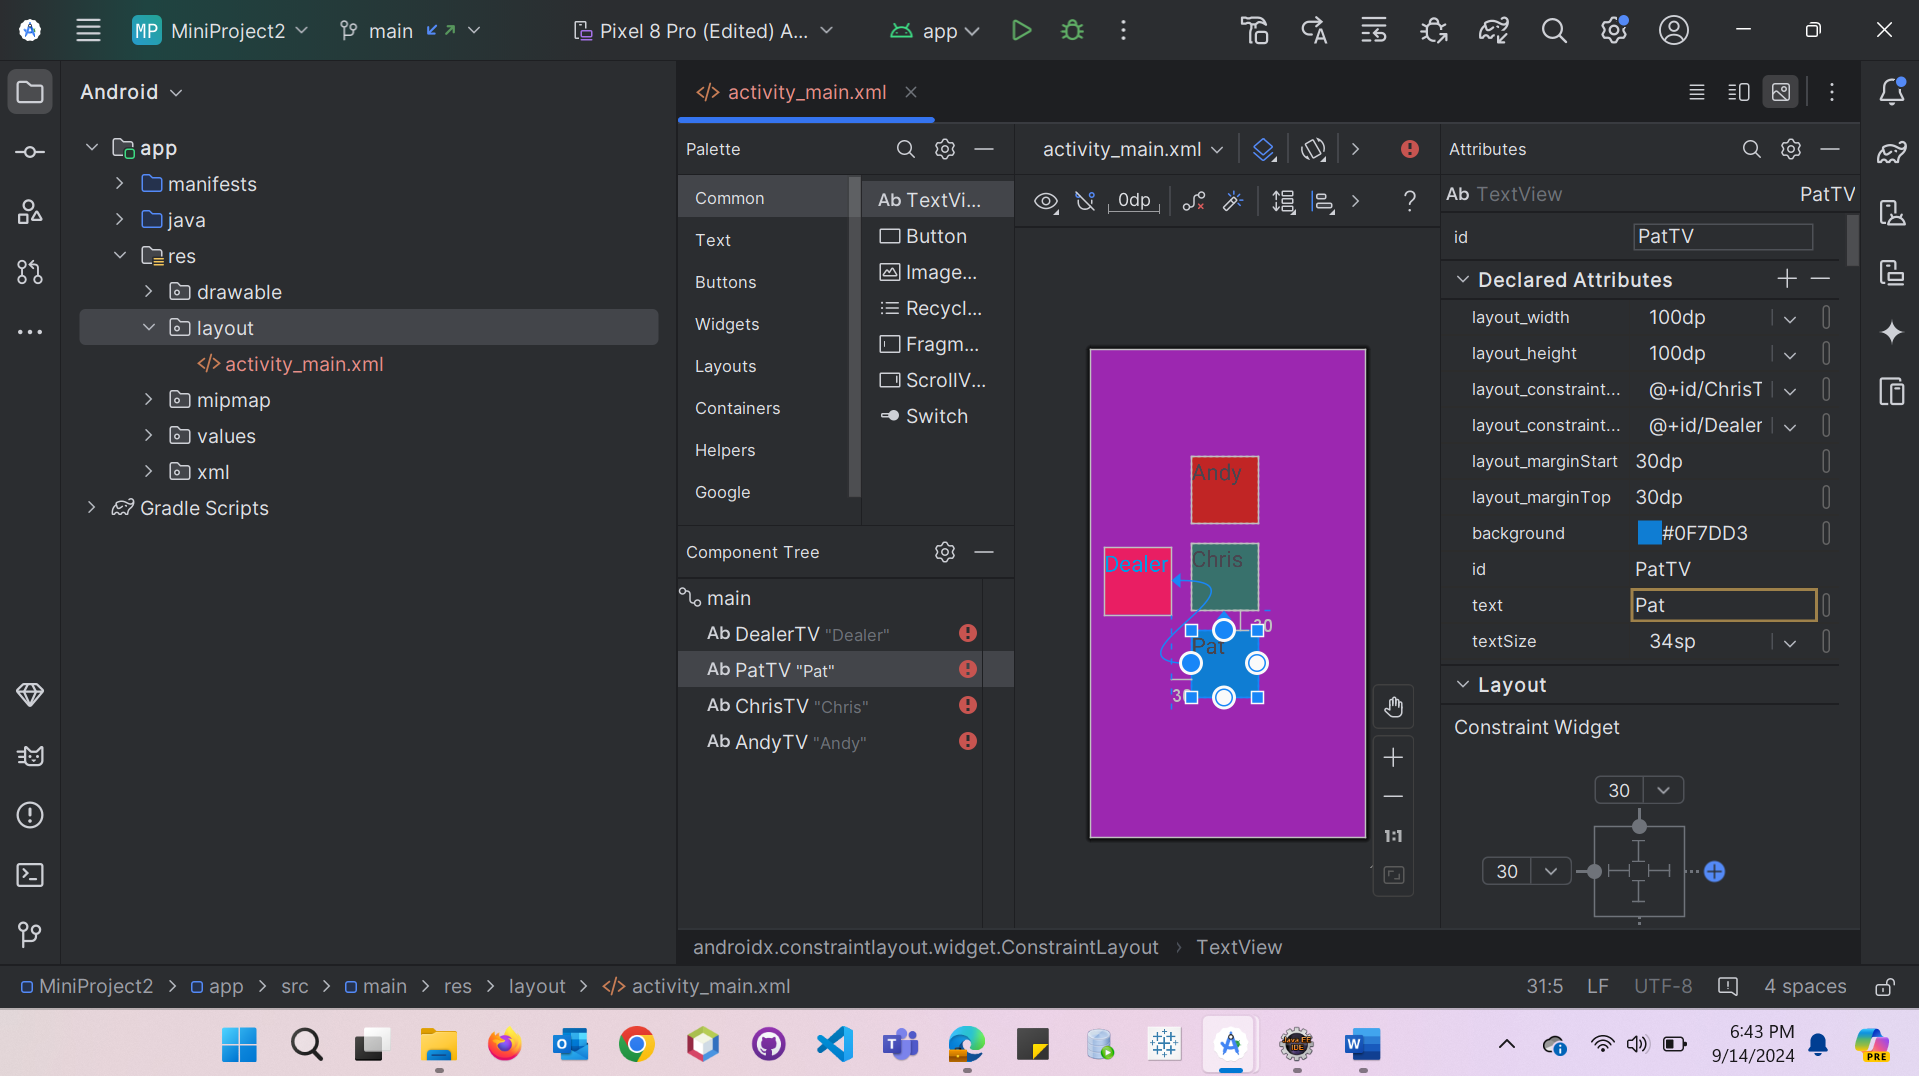 MP MiniProject2
main
Pixel 8 Pro (Edited) A...
app
Android
app
manifests
java
res
drawable
layout
activity_main.xml
mipmap
values
xml
Gradle Scripts
activity_main.xml
Palette
Common
Text
Buttons
Widgets
Layouts
Containers
Helpers
Google
Ab TextVi...
Button
Image...
Recycl...
Fragm...
ScrollV...
Switch
Component Tree
main
Ab DealerTV "Dealer"
Ab PatTV "Pat"
Ab ChrisTV "Chris"
Ab AndyTV "Andy"
activity_main.xml
0dp
?
Andy
Dealer
Chris
30
Pat
30
1:1
Attributes
Ab TextView PatTV
id PatTV
Declared Attributes
layout_width 100dp
layout_height 100dp
layout_constraint... @+id/ChrisT
layout_constraint... @+id/Dealer
layout_marginStart 30dp
layout_marginTop 30dp
background #0F7DD3
id PatTV
text Pat
textSize 34sp
Layout
Constraint Widget
30
30
androidx.constraintlayout.widget.ConstraintLayout › TextView
MiniProject2 > app > src > main > res > layout > activity_main.xml
31:5 LF UTF-8 4 spaces
6:43 PM
9/14/2024
PRE